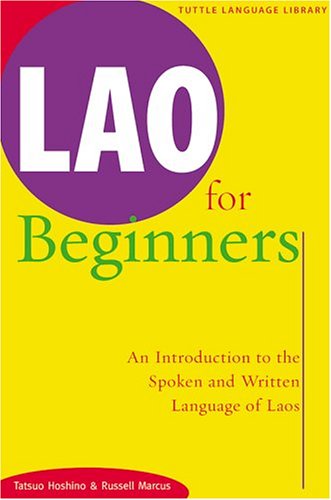 TUTTLE LANGUAGE LIBRARY
LAO
for
Beginners
An Introduction to the
Spoken and Written
Language of Laos
Tatsuo Hoshino & Russell Marcus